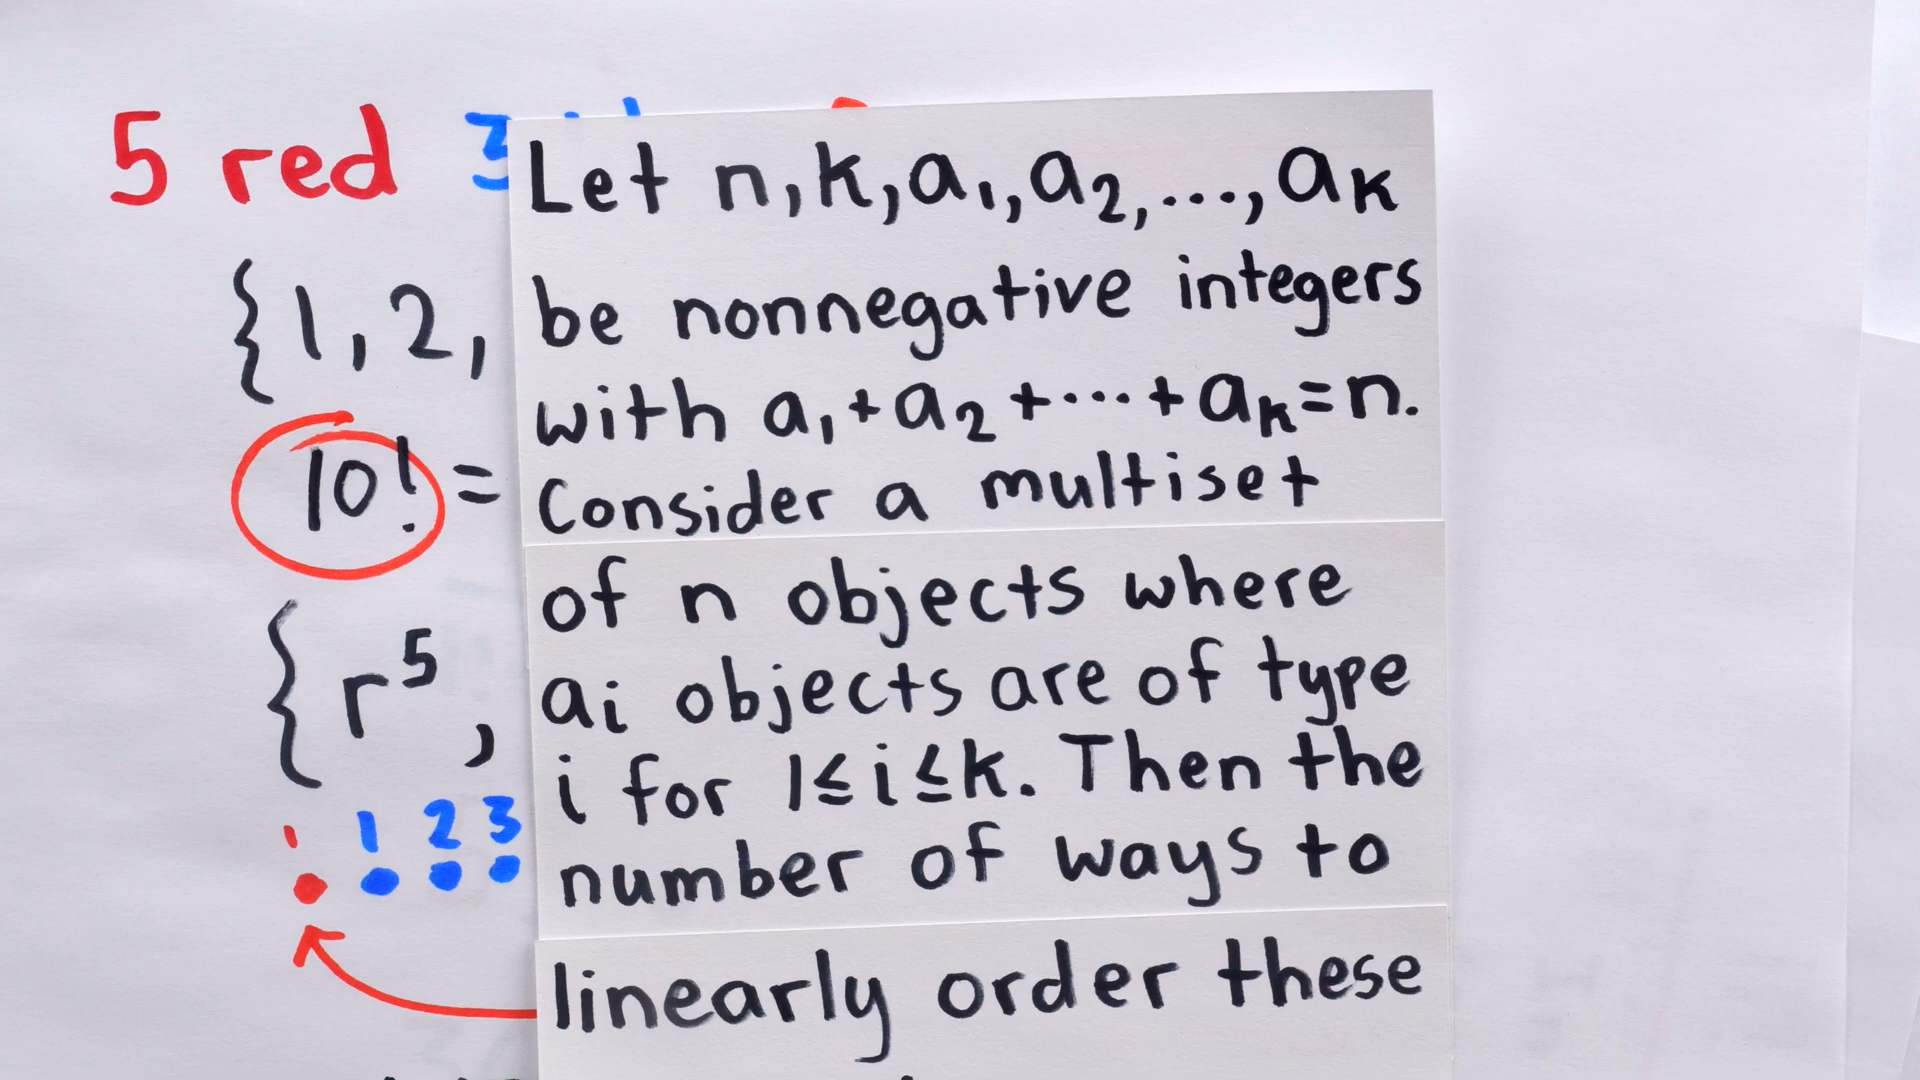 5 red 3
Let n, k, a₁, a₂, ..., aₖ
{1, 2,
be nonnegative integers
with a₁+a₂+···+aₖ=n.
10! =
Consider a multiset
of n objects where
{r⁵,
aᵢ objects are of type
i for 1≤i≤k. Then the
1 1 2 3
number of ways to
linearly order these